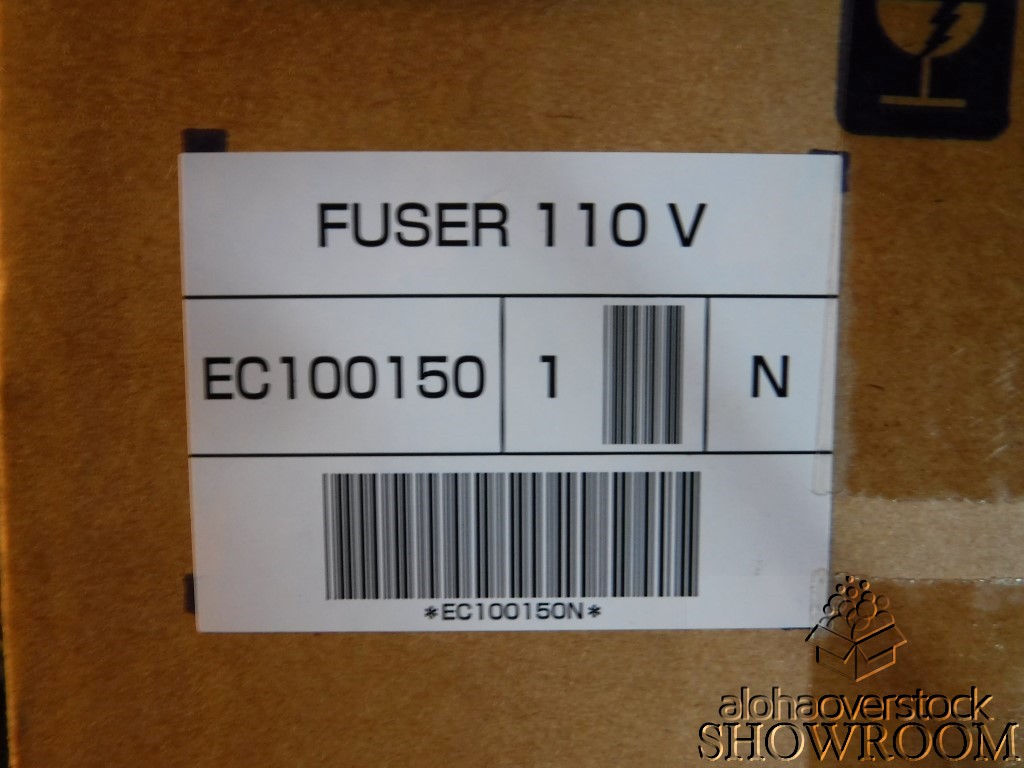 FUSER 110 V
EC100150 1 N
*EC100150N*
alohaoverstock
SHOWROOM